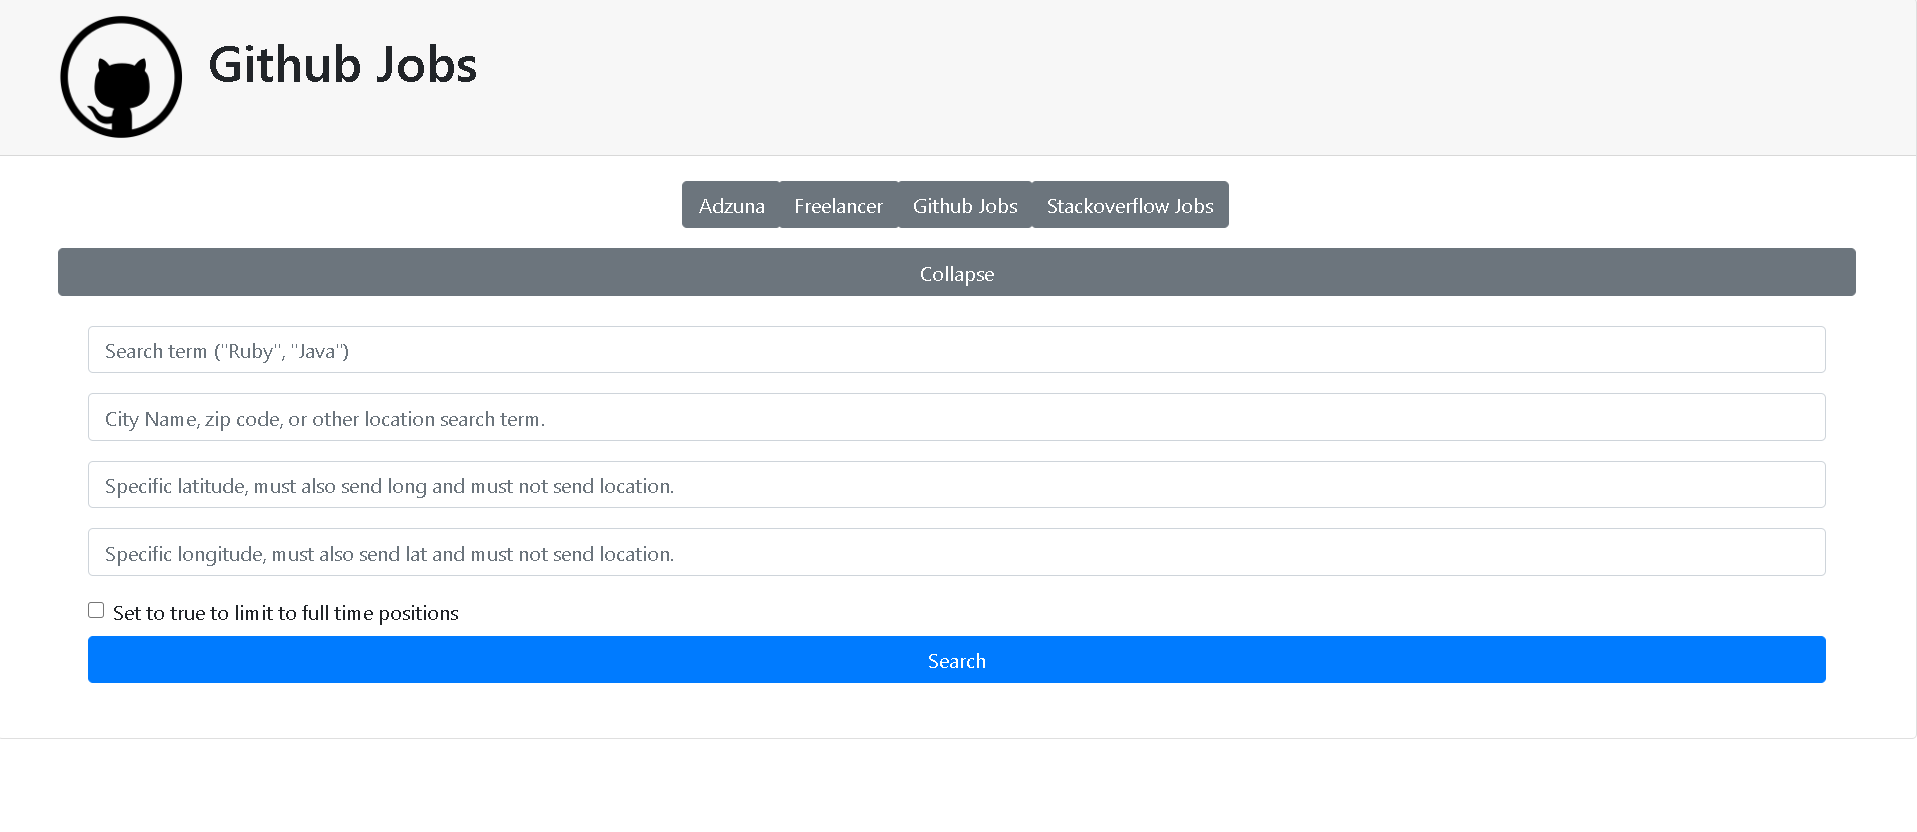 Github Jobs
Adzuna Freelancer Github Jobs Stackoverflow Jobs
Collapse
Search term ("Ruby", "Java")
City Name, zip code, or other location search term.
Specific latitude, must also send long and must not send location.
Specific longitude, must also send lat and must not send location.
Set to true to limit to full time positions
Search